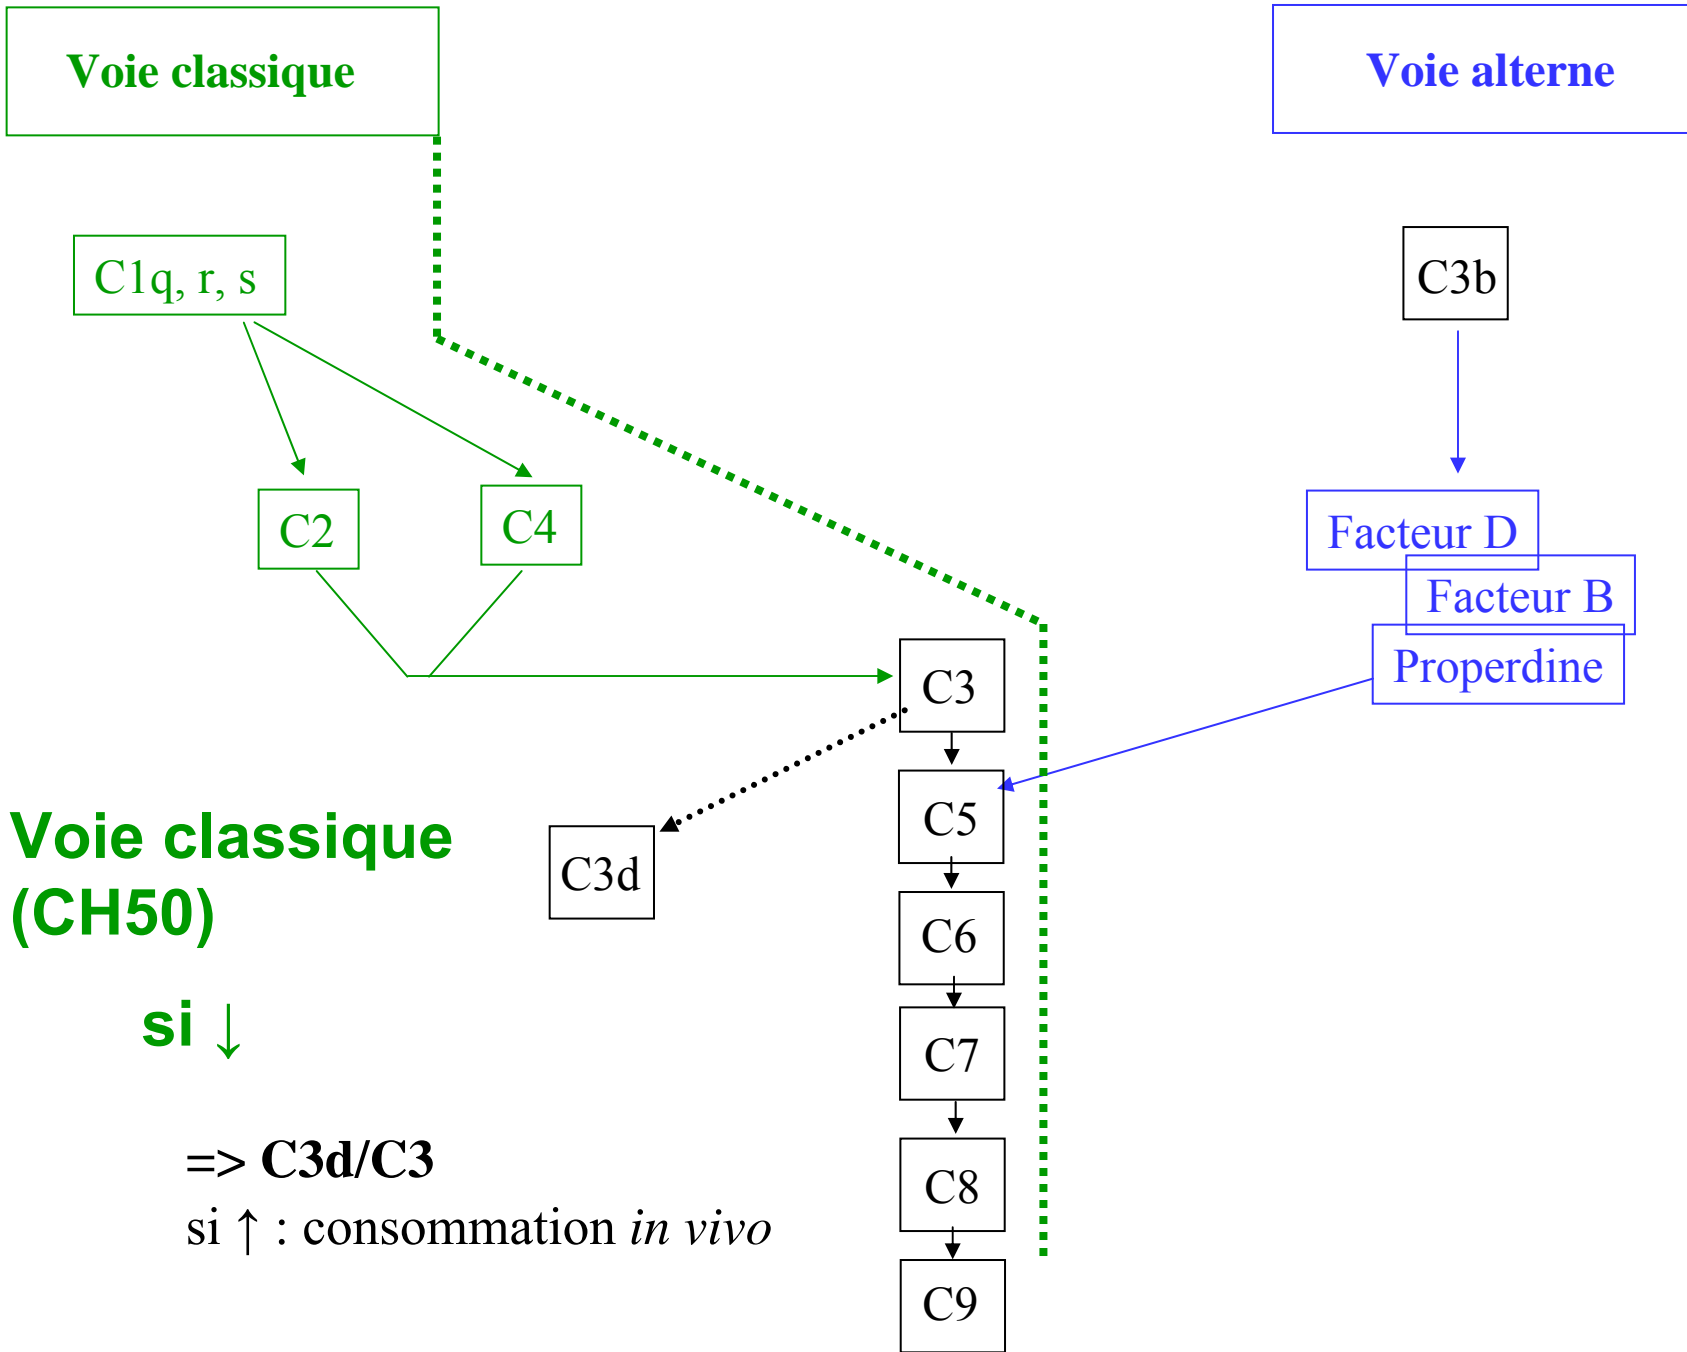 Voie classique
Voie alterne
C1q, r, s
C3b
C2
C4
Facteur D
Facteur B
Properdine
C3
C5
Voie classique
(CH50)
C3d
C6
si ↓
C7
=> C3d/C3
si ↑ : consommation in vivo
C8
C9